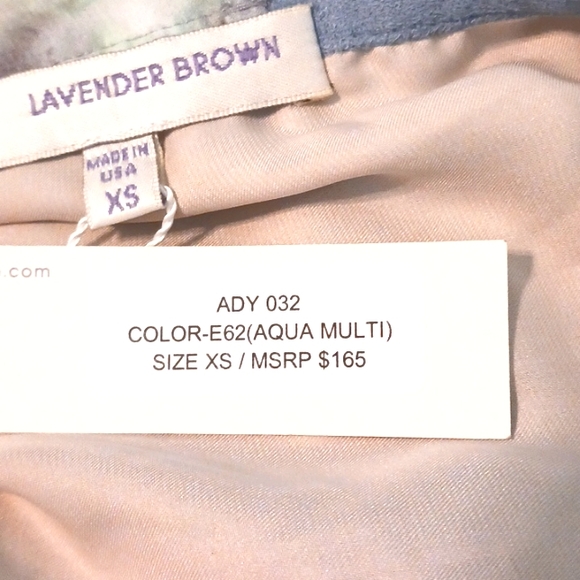 LAVENDER BROWN
MADE IN
USA
XS
.com
ADY 032
COLOR-E62(AQUA MULTI)
SIZE XS / MSRP $165